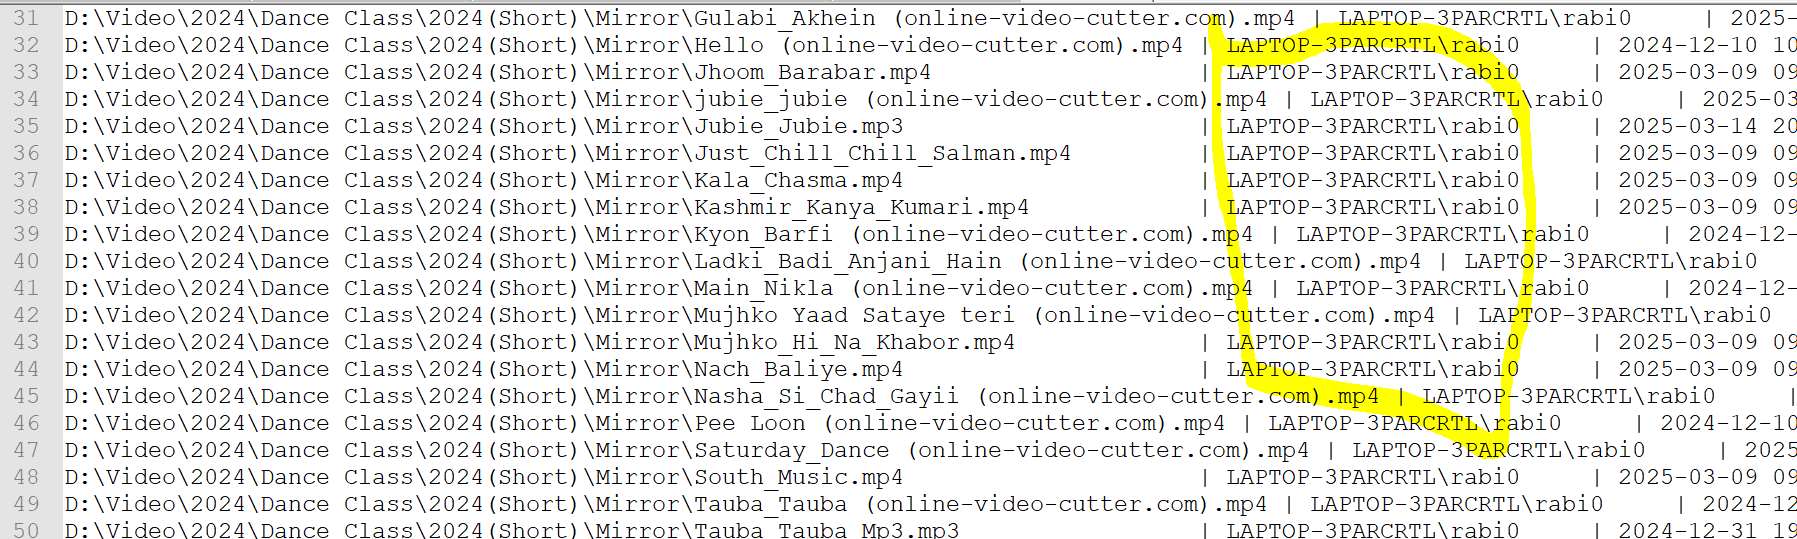 31 D:\Video\2024\Dance Class\2024(Short)\Mirror\Gulabi_Akhein (online-video-cutter.com).mp4 | LAPTOP-3PARCRTL\rabi0 | 2025-
32 D:\Video\2024\Dance Class\2024(Short)\Mirror\Hello (online-video-cutter.com).mp4 | LAPTOP-3PARCRTL\rabi0 | 2024-12-10 10
33 D:\Video\2024\Dance Class\2024(Short)\Mirror\Jhoom_Barabar.mp4 | LAPTOP-3PARCRTL\rabi0 | 2025-03-09 09
34 D:\Video\2024\Dance Class\2024(Short)\Mirror\jubie_jubie (online-video-cutter.com).mp4 | LAPTOP-3PARCRTL\rabi0 | 2025-03
35 D:\Video\2024\Dance Class\2024(Short)\Mirror\Jubie_Jubie.mp3 | LAPTOP-3PARCRTL\rabi0 | 2025-03-14 20
36 D:\Video\2024\Dance Class\2024(Short)\Mirror\Just_Chill_Chill_Salman.mp4 | LAPTOP-3PARCRTL\rabi0 | 2025-03-09 09
37 D:\Video\2024\Dance Class\2024(Short)\Mirror\Kala_Chasma.mp4 | LAPTOP-3PARCRTL\rabi0 | 2025-03-09 09
38 D:\Video\2024\Dance Class\2024(Short)\Mirror\Kashmir_Kanya_Kumari.mp4 | LAPTOP-3PARCRTL\rabi0 | 2025-03-09 09
39 D:\Video\2024\Dance Class\2024(Short)\Mirror\Kyon_Barfi (online-video-cutter.com).mp4 | LAPTOP-3PARCRTL\rabi0 | 2024-12-
40 D:\Video\2024\Dance Class\2024(Short)\Mirror\Ladki_Badi_Anjani_Hain (online-video-cutter.com).mp4 | LAPTOP-3PARCRTL\rabi0
41 D:\Video\2024\Dance Class\2024(Short)\Mirror\Main_Nikla (online-video-cutter.com).mp4 | LAPTOP-3PARCRTL\rabi0 | 2024-12-
42 D:\Video\2024\Dance Class\2024(Short)\Mirror\Mujhko Yaad Sataye teri (online-video-cutter.com).mp4 | LAPTOP-3PARCRTL\rabi0
43 D:\Video\2024\Dance Class\2024(Short)\Mirror\Mujhko_Hi_Na_Khabor.mp4 | LAPTOP-3PARCRTL\rabi0 | 2025-03-09 09
44 D:\Video\2024\Dance Class\2024(Short)\Mirror\Nach_Baliye.mp4 | LAPTOP-3PARCRTL\rabi0 | 2025-03-09 09
45 D:\Video\2024\Dance Class\2024(Short)\Mirror\Nasha_Si_Chad_Gayii (online-video-cutter.com).mp4 | LAPTOP-3PARCRTL\rabi0 |
46 D:\Video\2024\Dance Class\2024(Short)\Mirror\Pee Loon (online-video-cutter.com).mp4 | LAPTOP-3PARCRTL\rabi0 | 2024-12-10
47 D:\Video\2024\Dance Class\2024(Short)\Mirror\Saturday_Dance (online-video-cutter.com).mp4 | LAPTOP-3PARCRTL\rabi0 | 2025
48 D:\Video\2024\Dance Class\2024(Short)\Mirror\South_Music.mp4 | LAPTOP-3PARCRTL\rabi0 | 2025-03-09 09
49 D:\Video\2024\Dance Class\2024(Short)\Mirror\Tauba_Tauba (online-video-cutter.com).mp4 | LAPTOP-3PARCRTL\rabi0 | 2024-12
50 D:\Video\2024\Dance Class\2024(Short)\Mirror\Tauba_Tauba_Mp3.mp3 | LAPTOP-3PARCRTL\rabi0 | 2024-12-31 19